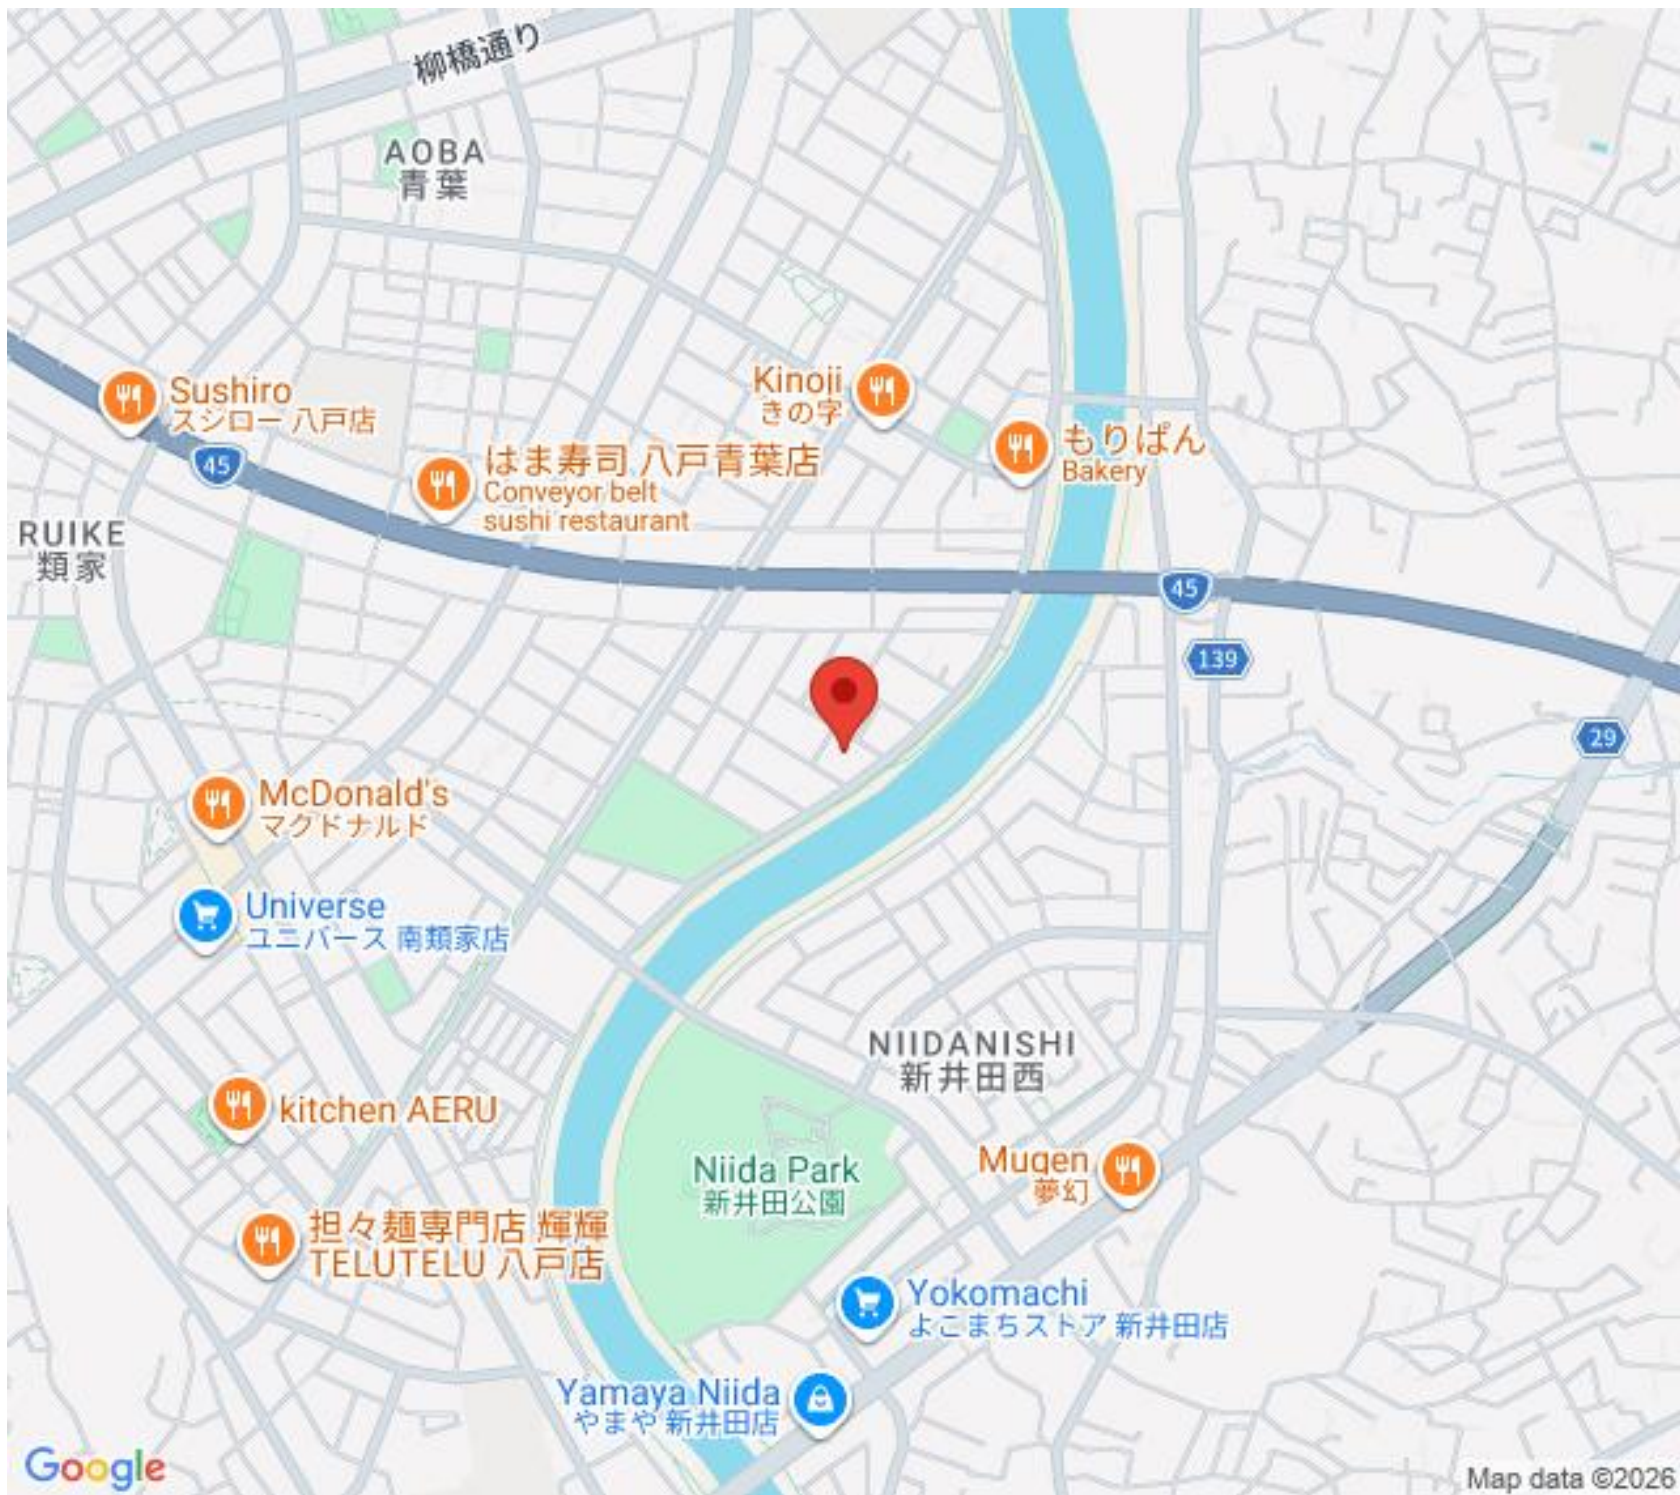 柳橋通り
AOBA
青葉
Sushiro
スシロー 八戸店
45
Kinoji
きの字
はま寿司 八戸青葉店
Conveyor belt
sushi restaurant
もりぱん
Bakery
RUIKE
類家
45
139
29
McDonald's
マクドナルド
Universe
ユニバース 南類家店
NIIDANISHI
新井田西
kitchen AERU
Niida Park
新井田公園
Mugen
夢幻
担々麺専門店 輝輝
TELUTELU 八戸店
Yokomachi
よこまちストア 新井田店
Yamaya Niida
やまや 新井田店
Google
Map data ©2026